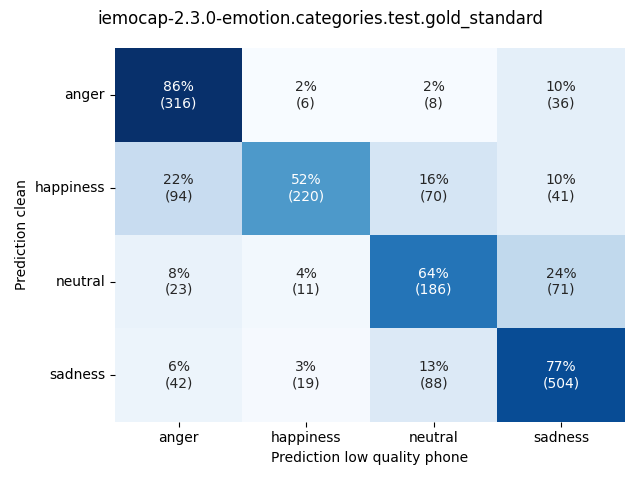 iemocap-2.3.0-emotion.categories.test.gold_standard
Prediction clean
anger
86% 2% 2% 10%
(316) (6) (8) (36)
happiness
22% 52% 16% 10%
(94) (220) (70) (41)
neutral
8% 4% 64% 24%
(23) (11) (186) (71)
sadness
6% 3% 13% 77%
(42) (19) (88) (504)
anger happiness neutral sadness
Prediction low quality phone